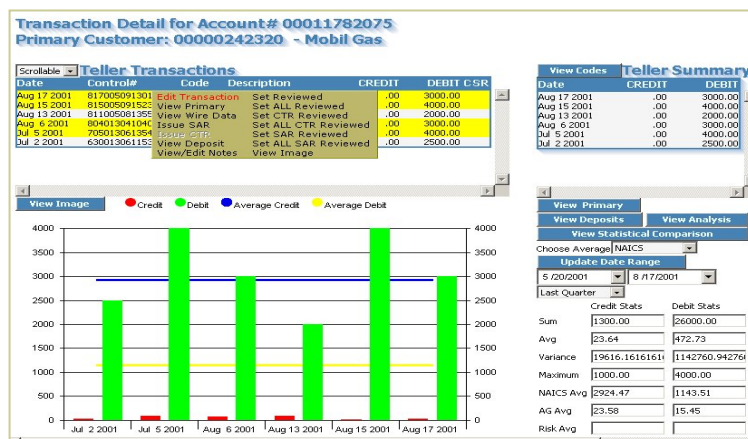 Transaction Detail for Account# 00011782075
Primary Customer: 00000242320 - Mobil Gas
Scrollable Teller Transactions
Date Control# Code Description CREDIT DEBIT CSR
Aug 17 2001 817005091301 .00 3000.00
Aug 15 2001 815005091523 .00 4000.00
Aug 13 2001 811005081355 .00 2000.00
Aug 6 2001 804013041040 .00 3000.00
Jul 5 2001 705013061354 .00 4000.00
Jul 2 2001 630013061153 .00 2500.00
Edit Transaction Set Reviewed
View Primary Set ALL Reviewed
View Wire Data Set CTR Reviewed
Issue SAR Set ALL CTR Reviewed
Issue CTR Set SAR Reviewed
View Deposit Set ALL SAR Reviewed
View/Edit Notes View Image
View Codes Teller Summary
Date CREDIT DEBIT
Aug 17 2001 .00 3000.00
Aug 15 2001 .00 4000.00
Aug 13 2001 .00 2000.00
Aug 6 2001 .00 3000.00
Jul 5 2001 .00 4000.00
Jul 2 2001 .00 2500.00
View Image Credit Debit Average Credit Average Debit
4000 4000
3500 3500
3000 3000
2500 2500
2000 2000
1500 1500
1000 1000
500 500
0 0
Jul 2 2001 Jul 5 2001 Aug 6 2001 Aug 13 2001 Aug 15 2001 Aug 17 2001
View Primary
View Deposits View Analysis
View Statistical Comparison
Choose Average NAICS
Update Date Range
5 /20/2001 8 /17/2001
Last Quarter
Credit Stats Debit Stats
Sum 1300.00 26000.00
Avg 23.64 472.73
Variance 19616.1616161 1142760.94276
Maximum 1000.00 4000.00
NAICS Avg 2924.47 1143.51
AG Avg 23.58 15.45
Risk Avg